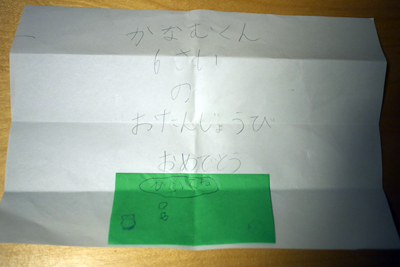 かなむくん
6さい
の
おたんじょうび
おめでとう